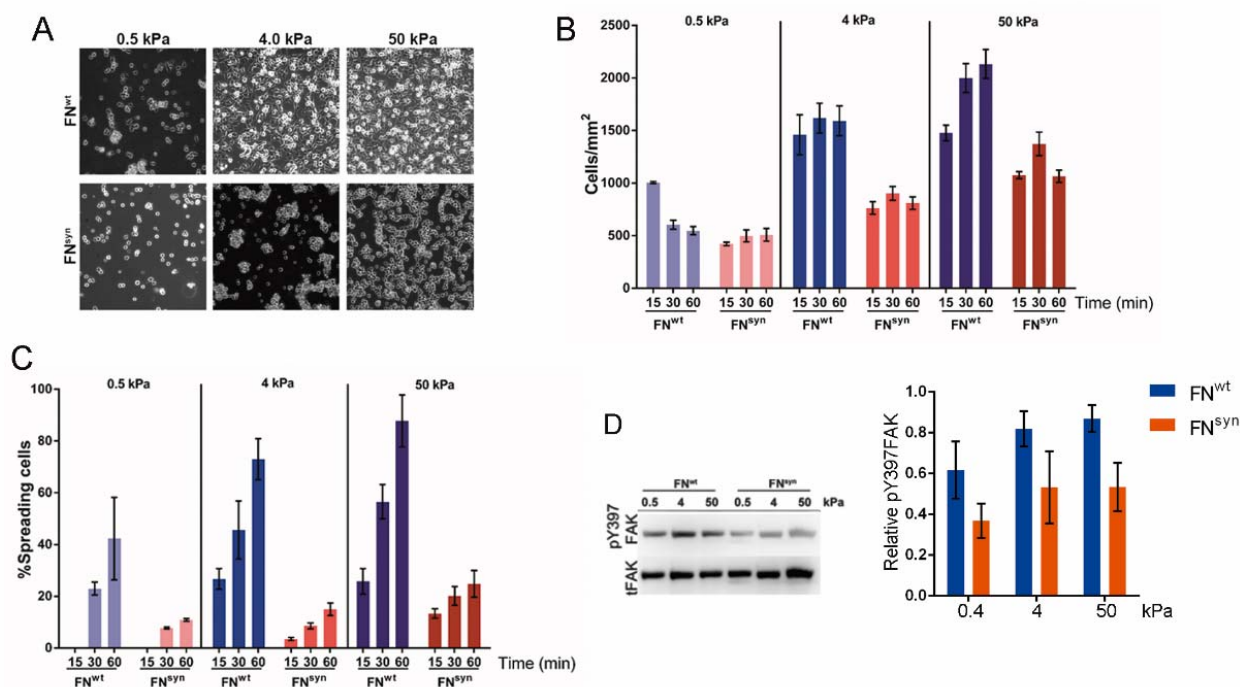 A
0.5 kPa 4.0 kPa 50 kPa
FNwt
FNsyn
B
0.5 kPa 4 kPa 50 kPa
Cells/mm2
2500
2000
1500
1000
500
0
15 30 60 15 30 60 15 30 60 15 30 60 15 30 60 15 30 60 Time (min)
FNwt FNsyn FNwt FNsyn FNwt FNsyn
C
0.5 kPa 4 kPa 50 kPa
%Spreading cells
100
80
60
40
20
0
15 30 60 15 30 60 15 30 60 15 30 60 15 30 60 15 30 60 Time (min)
FNwt FNsyn FNwt FNsyn FNwt FNsyn
D
FNwt FNsyn
0.5 4 50 0.5 4 50 kPa
pY397
FAK
tFAK
Relative pY397FAK
1.0
0.8
0.6
0.4
0.2
0.0
0.4 4 50 kPa
FNwt
FNsyn